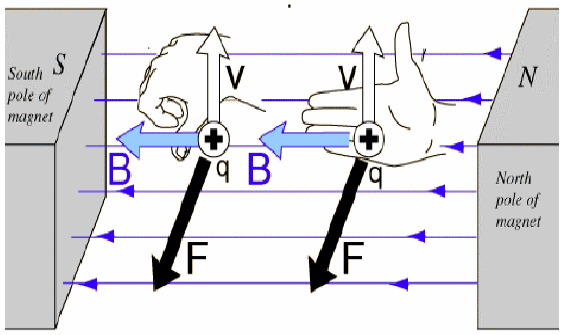 South S
pole of
magnet
V
V
N
B
q
B
q
North
pole of
magnet
F
F